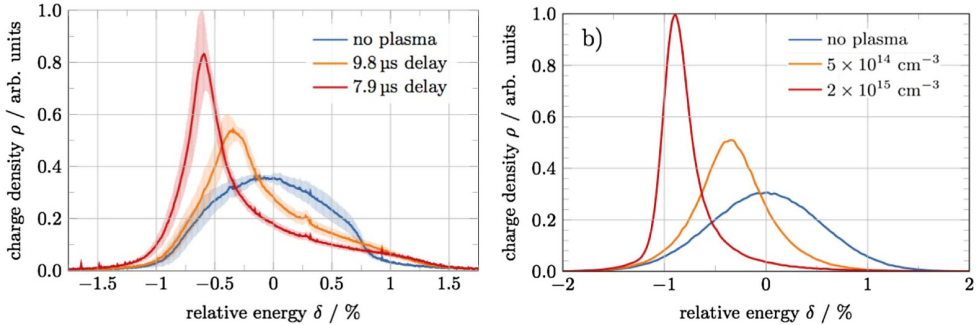 charge density ρ / arb. units
1.0
0.8
0.6
0.4
0.2
0.0
no plasma
9.8 µs delay
7.9 µs delay
−1.5 −1.0 −0.5 0 0.5 1.0 1.5
relative energy δ / %
charge density ρ / arb. units
1.0
0.8
0.6
0.4
0.2
0.0
b)
no plasma
5 × 10¹⁴ cm⁻³
2 × 10¹⁵ cm⁻³
−2 −1 0 1 2
relative energy δ / %